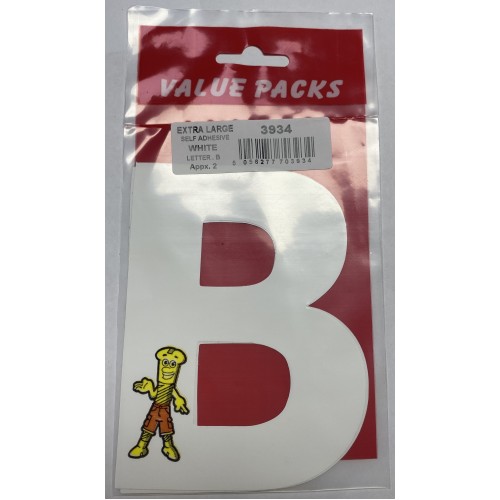 VALUE PACKS
EXTRA LARGE
SELF ADHESIVE
WHITE
LETTER. B
Appx. 2
3934
B